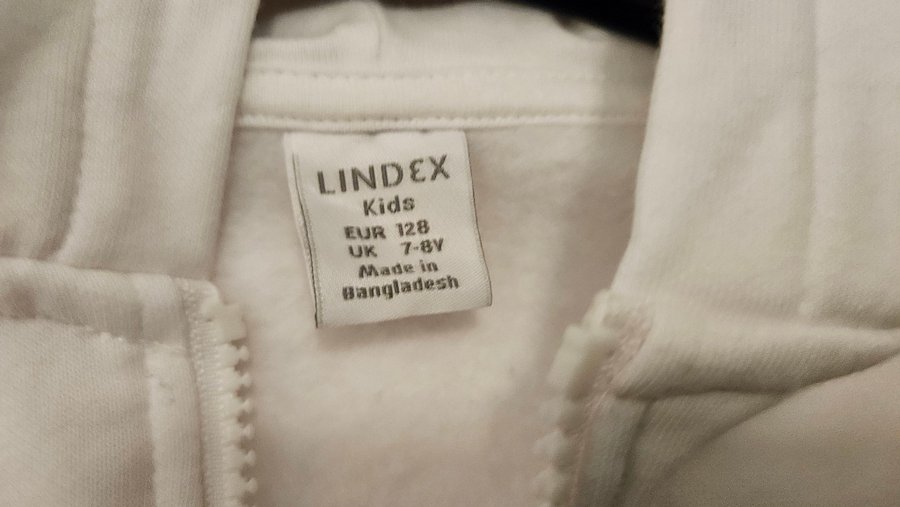 LINDEX
Kids
EUR 128
UK 7-8Y
Made in
Bangladesh